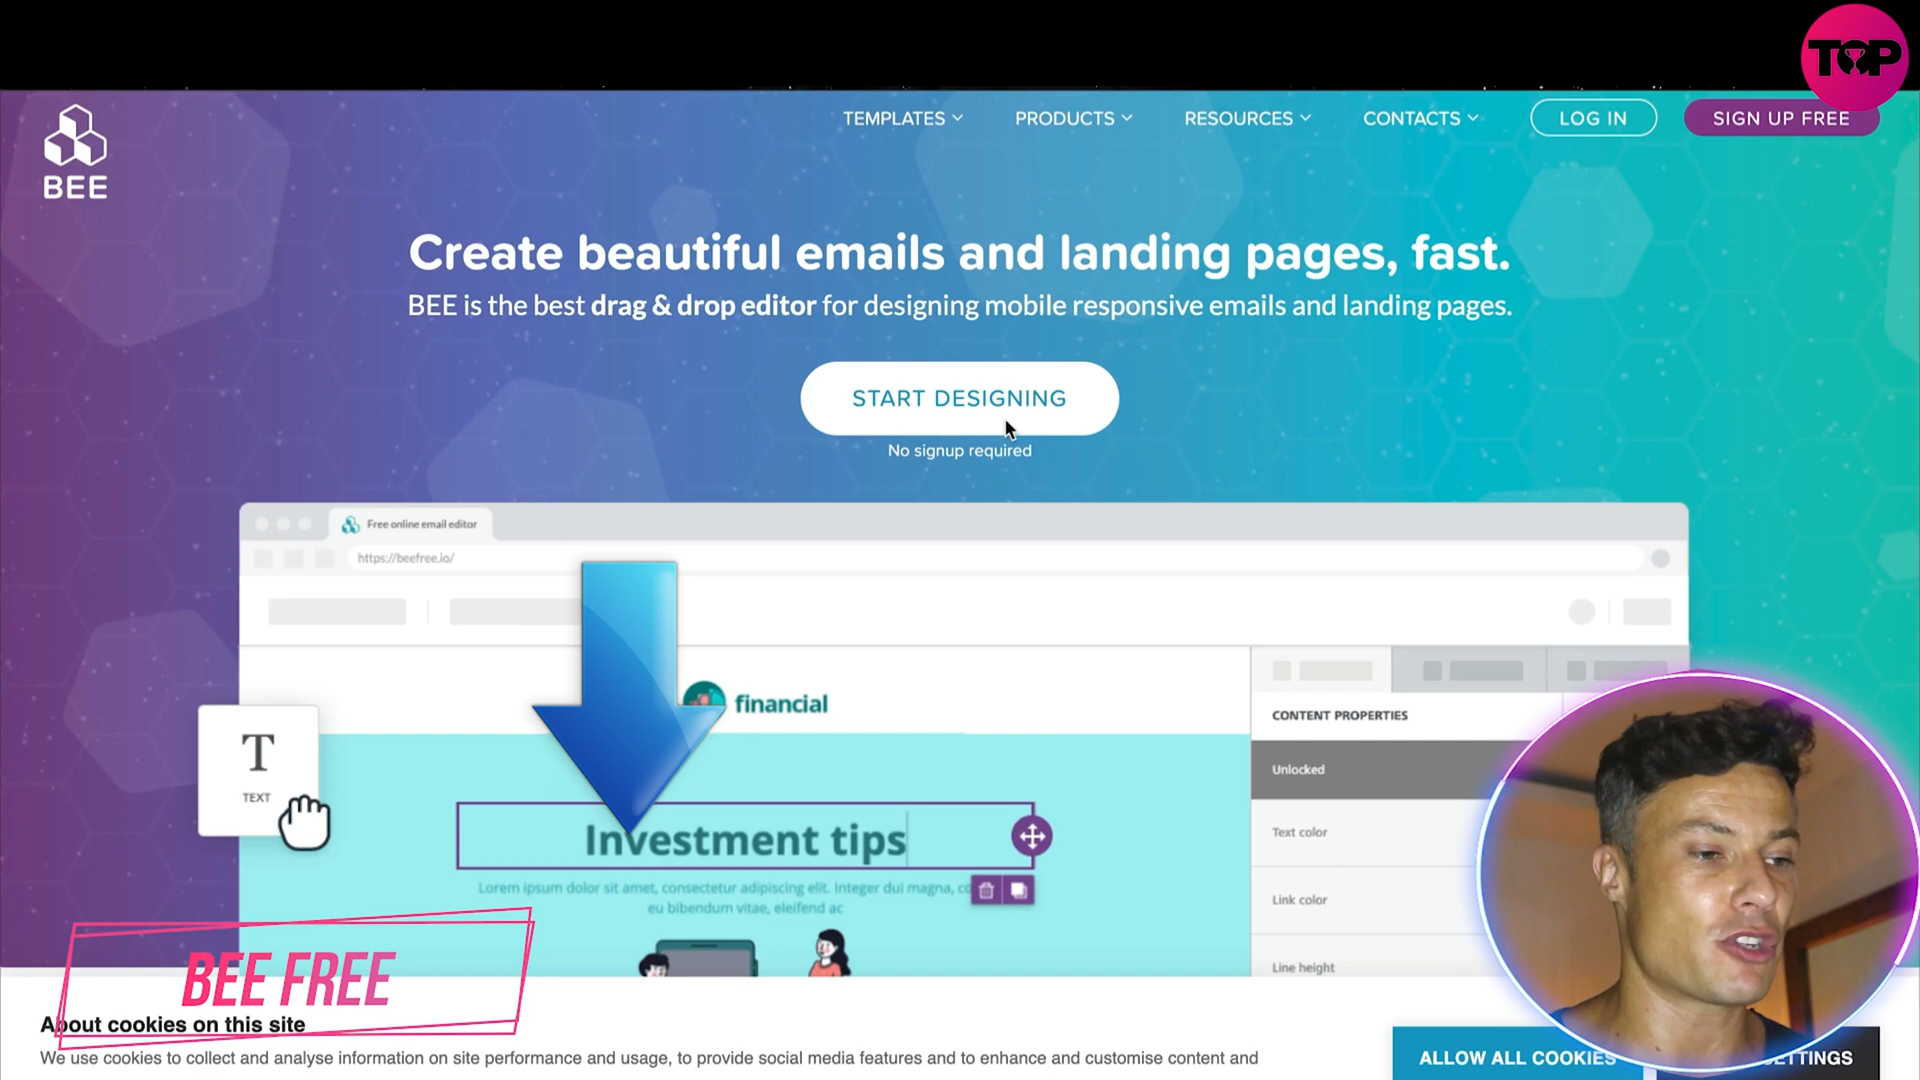 TOP
BEE
TEMPLATES
PRODUCTS
RESOURCES
CONTACTS
LOG IN
SIGN UP FREE
Create beautiful emails and landing pages, fast.
BEE is the best drag & drop editor for designing mobile responsive emails and landing pages.
START DESIGNING
No signup required
Free online email editor
https://beefree.io/
financial
CONTENT PROPERTIES
Unlocked
T
TEXT
Text color
Investment tips
Lorem ipsum dolor sit amet, consectetur adipiscing elit. Integer dui magna,
eu bibendum vitae, eleifend ac
Link color
Line height
BEE FREE
About cookies on this site
We use cookies to collect and analyse information on site performance and usage, to provide social media features and to enhance and customise content and
ALLOW ALL COOKIES